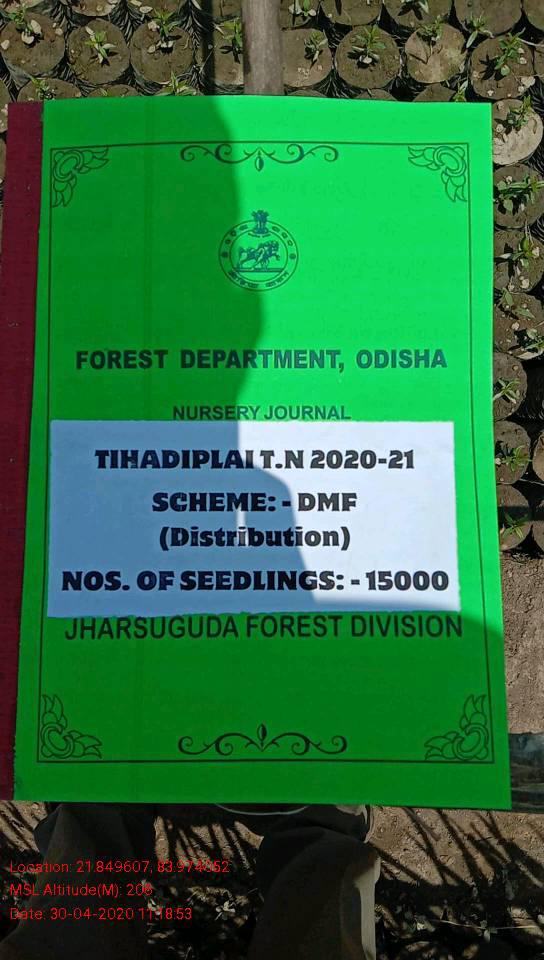 FOREST DEPARTMENT, ODISHA
NURSERY JOURNAL
TIHADIPLAI T.N 2020-21
SCHEME: - DMF
(Distribution)
NOS. OF SEEDLINGS: - 15000
JHARSUGUDA FOREST DIVISION
Location: 21.849607, 83.974052
MSL Altitude(M): 206
Date: 30-04-2020 11:18:53